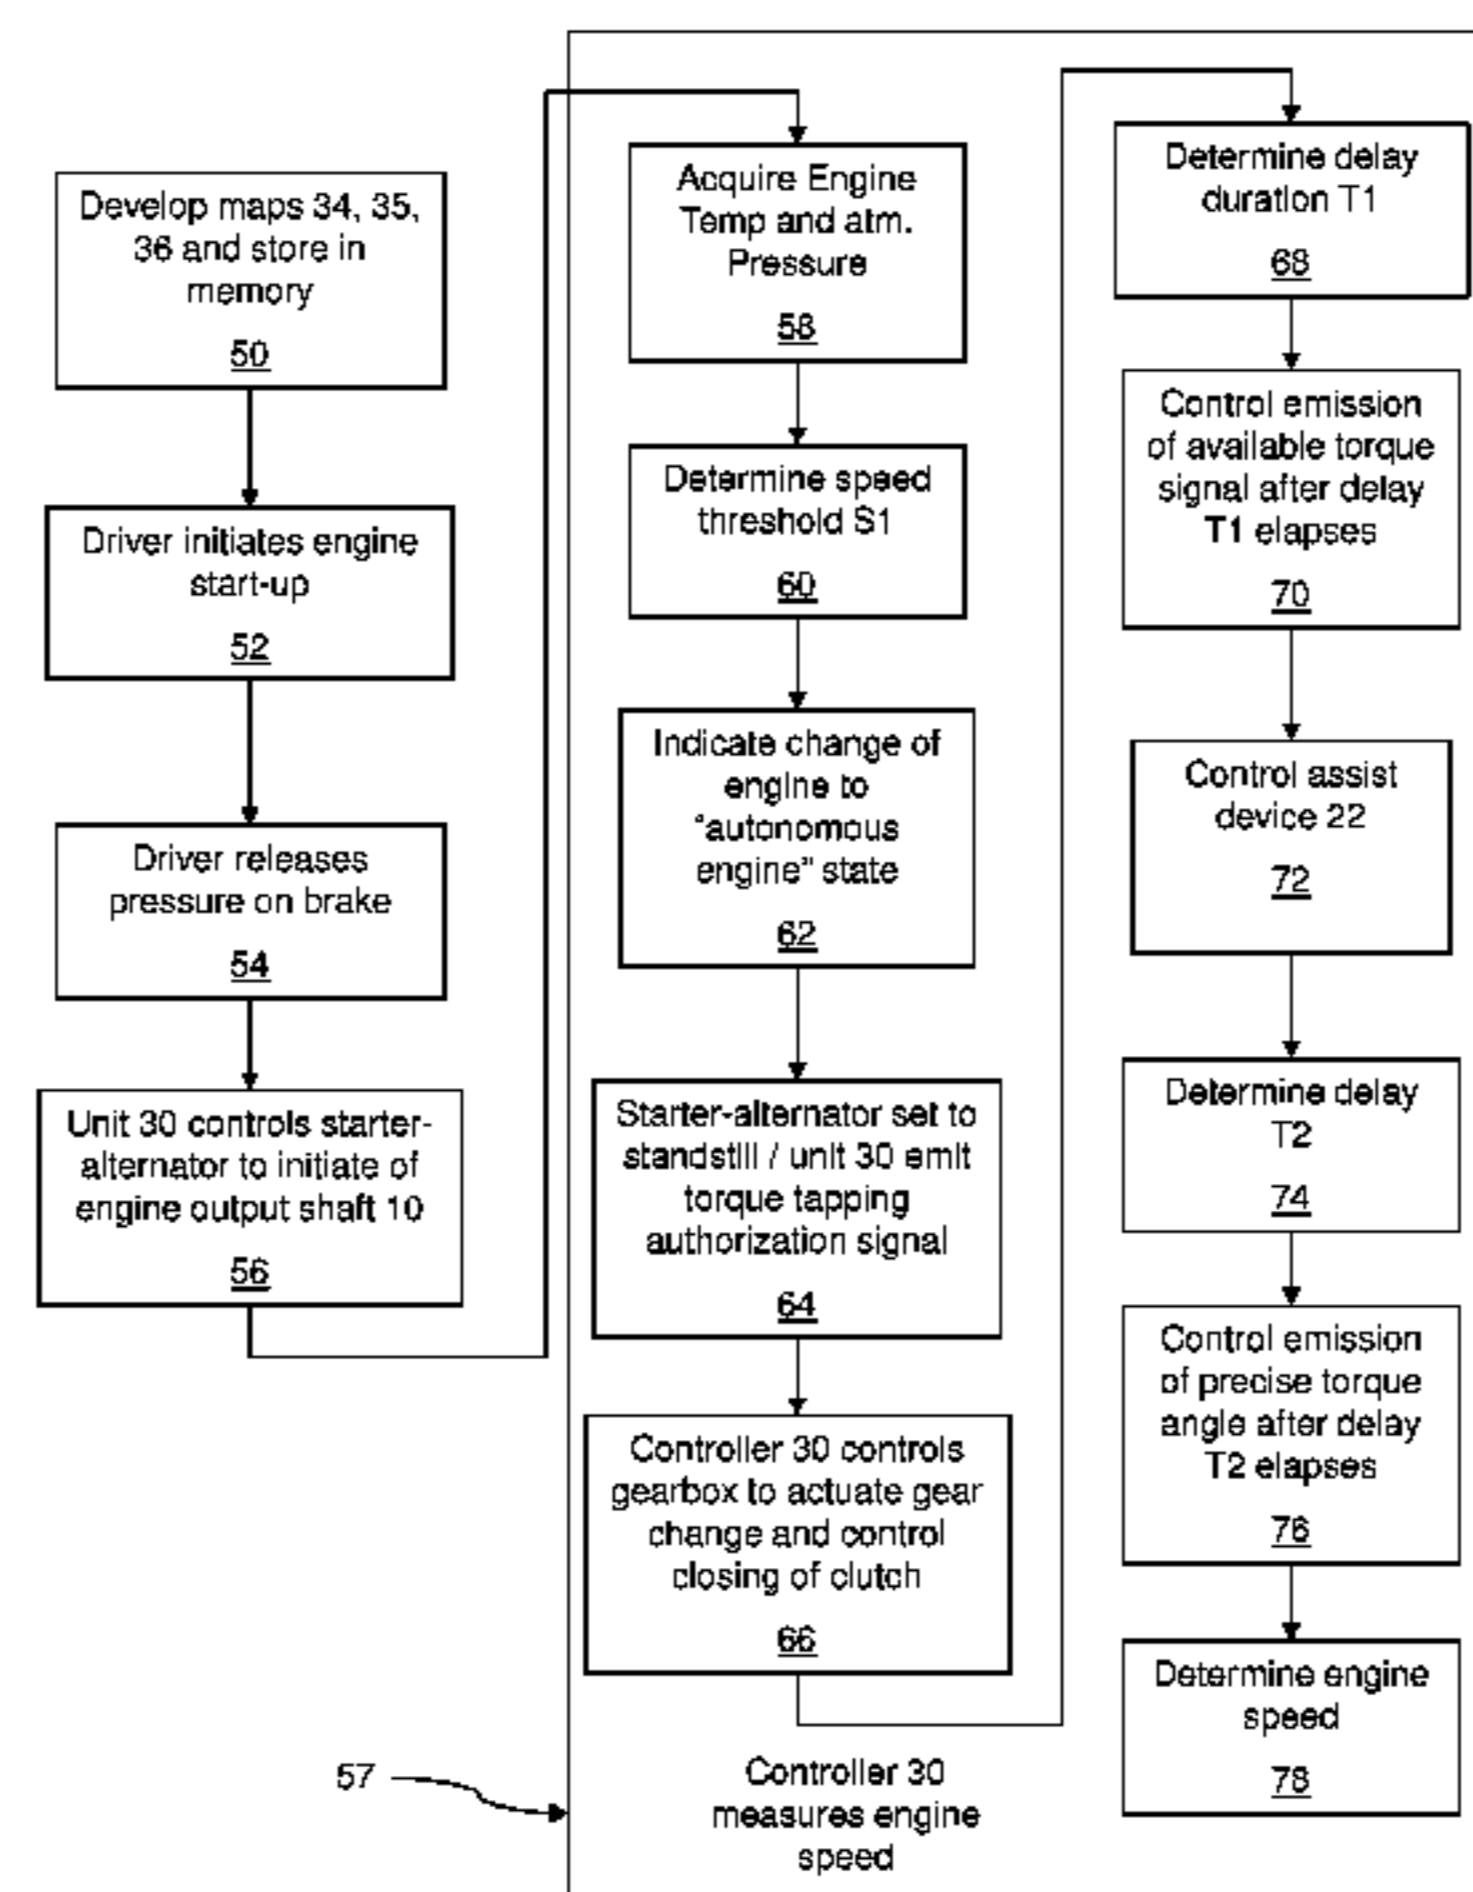 Develop maps 34, 35,
36 and store in
memory
50
Driver initiates engine
start-up
52
Driver releases
pressure on brake
54
Unit 30 controls starter-
alternator to initiate of
engine output shaft 10
56
57
Acquire Engine
Temp and atm.
Pressure
58
Determine speed
threshold S1
60
Indicate change of
engine to
"autonomous
engine" state
62
Starter-alternator set to
standstill / unit 30 emit
torque tapping
authorization signal
64
Controller 30 controls
gearbox to actuate gear
change and control
closing of clutch
66
Controller 30
measures engine
speed
Determine delay
duration T1
68
Control emission
of available torque
signal after delay
T1 elapses
70
Control assist
device 22
72
Determine delay
T2
74
Control emission
of precise torque
angle after delay
T2 elapses
76
Determine engine
speed
78